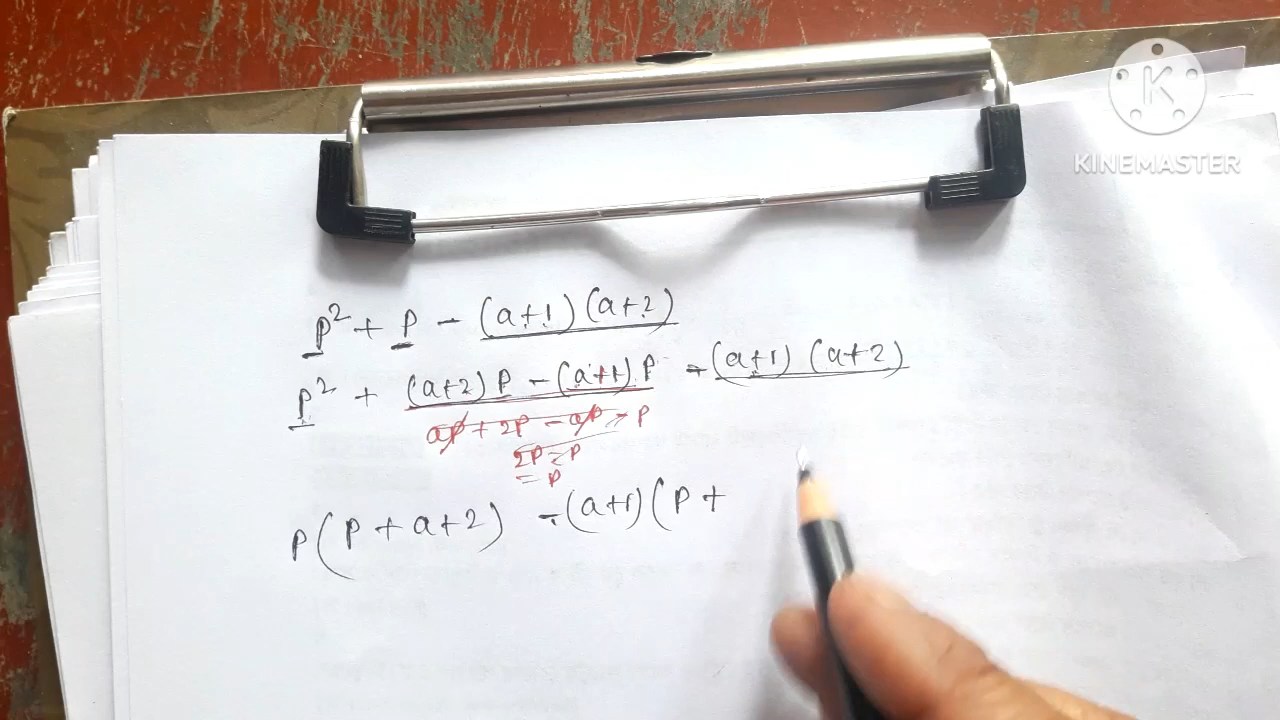 K
KINEMASTER
p² + p - (a+1)(a+2)
p² + (a+2)p - (a+1)p - (a+1)(a+2)
ap + 2p - ap - p
2p - p
= p
p(p + a + 2) - (a+1)(p +